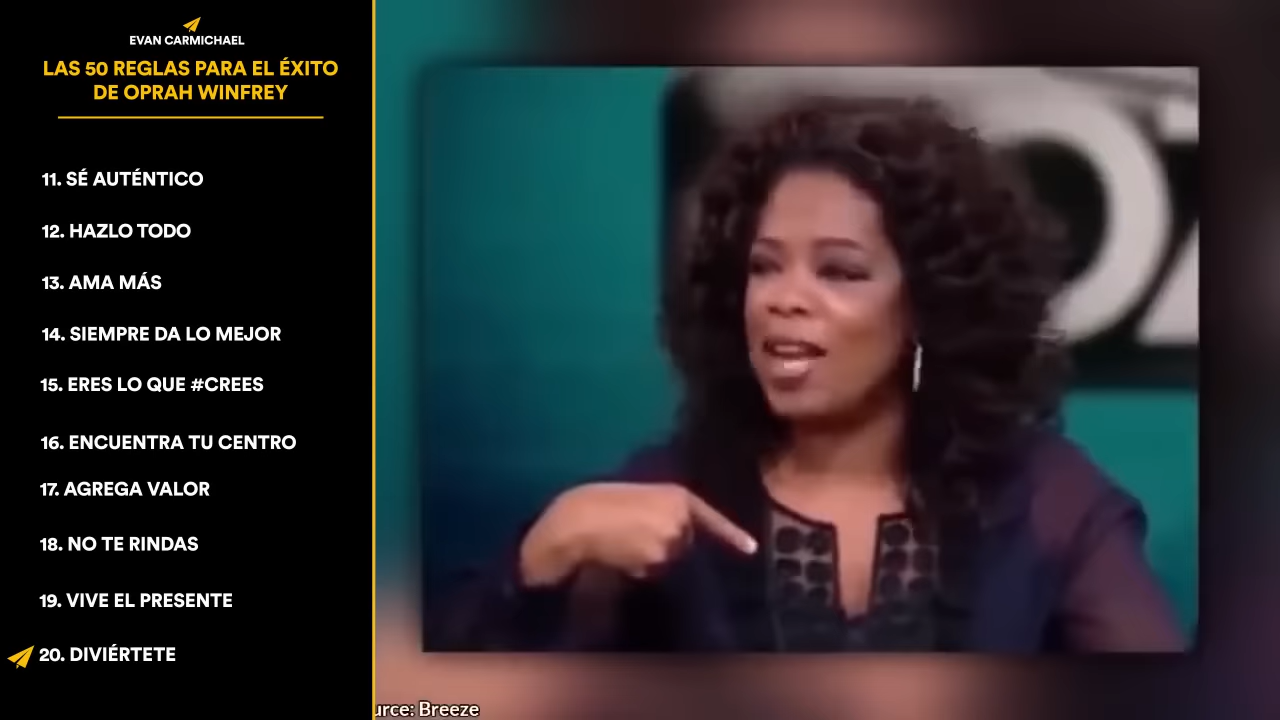 EVAN CARMICHAEL
LAS 50 REGLAS PARA EL ÉXITO
DE OPRAH WINFREY
11. SÉ AUTÉNTICO
12. HAZLO TODO
13. AMA MÁS
14. SIEMPRE DA LO MEJOR
15. ERES LO QUE #CREES
16. ENCUENTRA TU CENTRO
17. AGREGA VALOR
18. NO TE RINDAS
19. VIVE EL PRESENTE
20. DIVIÉRTETE
urce: Breeze